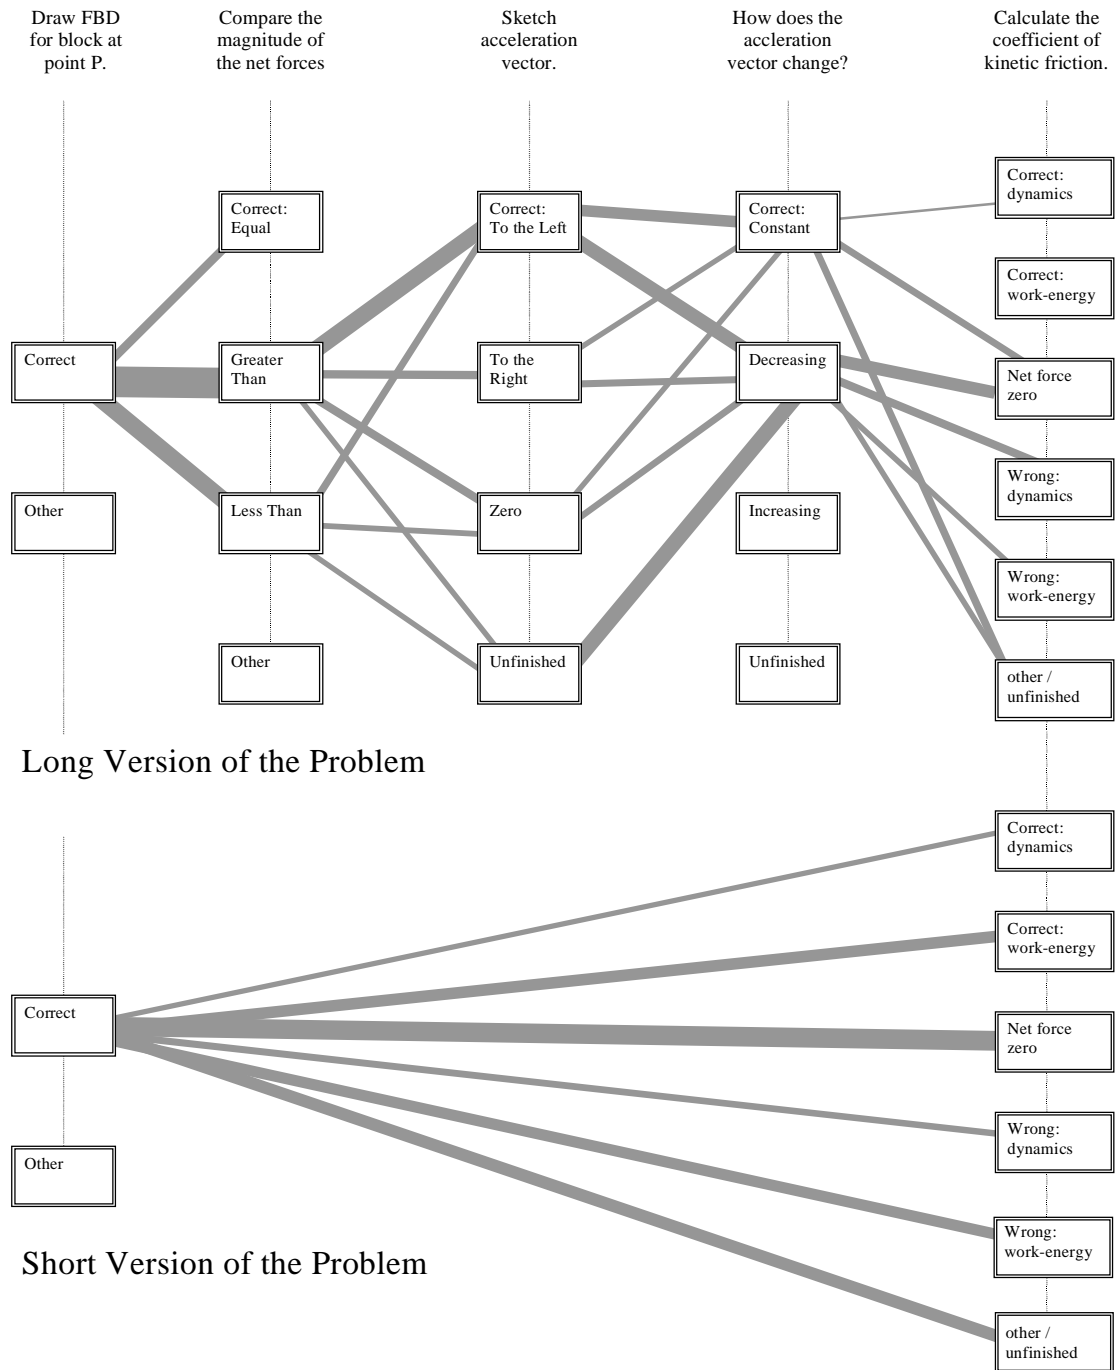 Draw FBD
for block at
point P.
Compare the
magnitude of
the net forces
Sketch
acceleration
vector.
How does the
accleration
vector change?
Calculate the
coefficient of
kinetic friction.
Correct
Other
Correct:
Equal
Greater
Than
Less Than
Other
Correct:
To the Left
To the
Right
Zero
Unfinished
Correct:
Constant
Decreasing
Increasing
Unfinished
Correct:
dynamics
Correct:
work-energy
Net force
zero
Wrong:
dynamics
Wrong:
work-energy
other /
unfinished
Long Version of the Problem
Correct
Other
Correct:
dynamics
Correct:
work-energy
Net force
zero
Wrong:
dynamics
Wrong:
work-energy
other /
unfinished
Short Version of the Problem